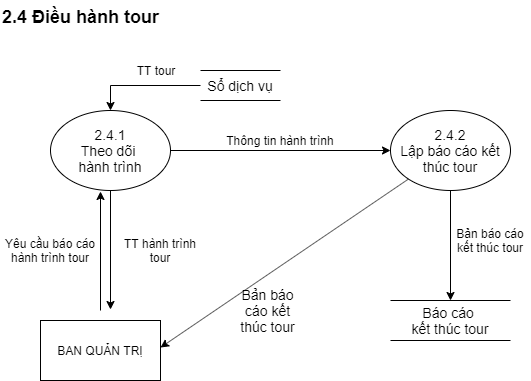 2.4 Điều hành tour
TT tour
Sổ dịch vụ
2.4.1
Theo dõi
hành trình
Thông tin hành trình
2.4.2
Lập báo cáo kết
thúc tour
Yêu cầu báo cáo
hành trình tour
TT hành trình
tour
Bản báo cáo
kết thúc tour
Bản báo
cáo kết
thúc tour
Báo cáo
kết thúc tour
BAN QUẢN TRỊ